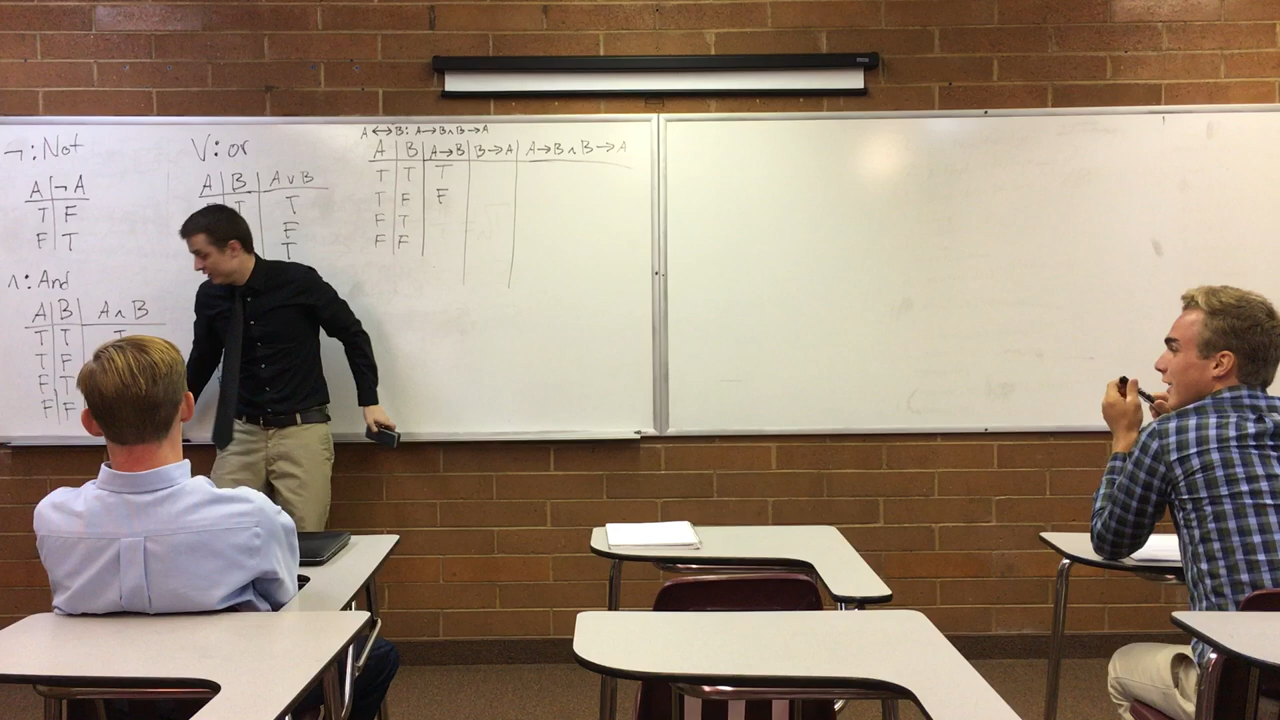 ¬ : Not
A | ¬A
T | F
F | T
∧ : And
A | B | A ∧ B
T | T | T
T | F
F | T
F | F
V : or
A | B | A ∨ B
T | T
F
T
A ↔ B : A → B ∧ B → A
A | B | A → B | B → A | A → B ∧ B → A
T | T | T
T | F | F
F | T
F | F